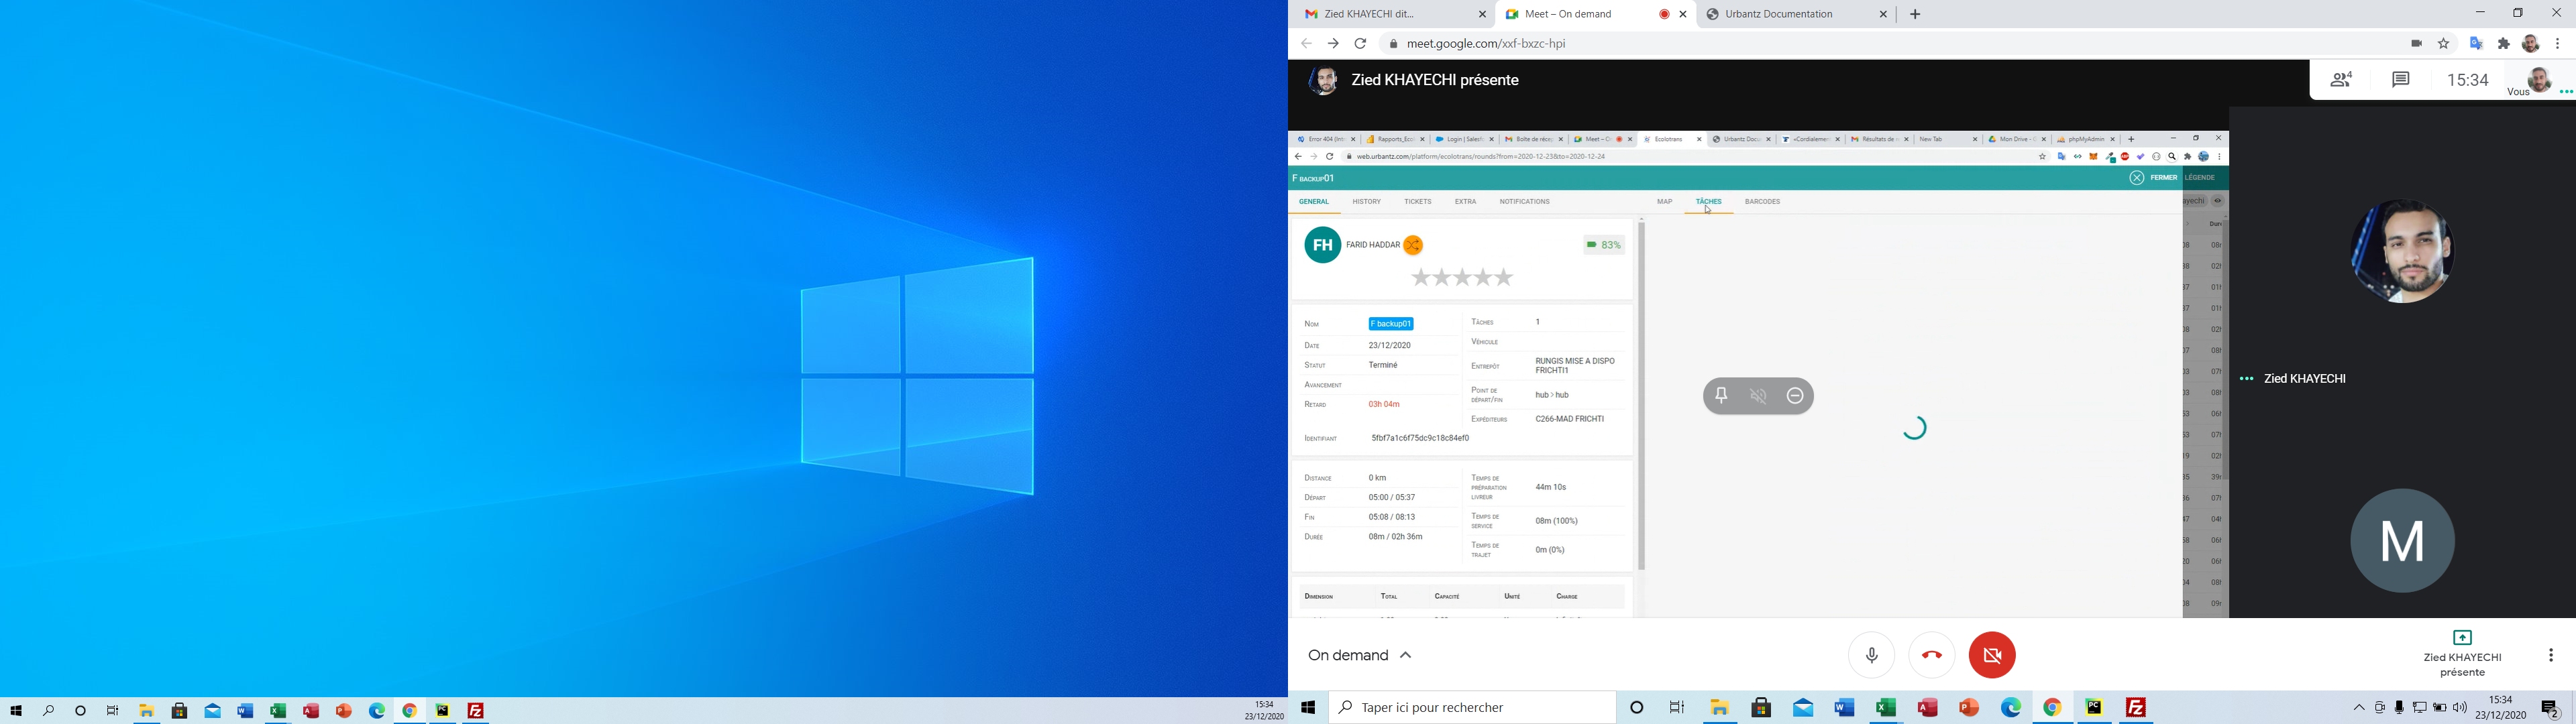 Zied KHAYECHI dit...
Meet – On demand
Urbantz Documentation
meet.google.com/xxf-bxzc-hpi
Zied KHAYECHI présente
4
15:34
Vous
Error 404 (Int
Rapports_Eco
Login | Salesf
Boîte de récep
Meet – On
Ecolotrans
Urbantz Docu
«Cordialemen
Résultats de
New Tab
Mon Drive –
phpMyAdmin
web.urbantz.com/platform/ecolotrans/rounds?from=2020-12-23&to=2020-12-24
F BACKUP01
FERMER
LÉGENDE
GENERAL
HISTORY
TICKETS
EXTRA
NOTIFICATIONS
MAP
TÂCHES
BARCODES
ayechi
FH
FARID HADDAR
83%
NOM
F backup01
DATE
23/12/2020
STATUT
Terminé
AVANCEMENT
RETARD
03h 04m
IDENTIFIANT
5fbf7a1c6f75dc9c18c84ef0
TÂCHES
1
VÉHICULE
ENTREPÔT
RUNGIS MISE A DISPO
FRICHTI1
POINT DE
DÉPART/FIN
hub > hub
EXPÉDITEURS
C266-MAD FRICHTI
DISTANCE
0 km
DÉPART
05:00 / 05:37
FIN
05:08 / 08:13
DURÉE
08m / 02h 36m
TEMPS DE
PRÉPARATION
LIVREUR
44m 10s
TEMPS DE
SERVICE
08m (100%)
TEMPS DE
TRAJET
0m (0%)
DIMENSION
TOTAL
CAPACITÉ
UNITÉ
CHARGE
Zied KHAYECHI
M
On demand
Zied KHAYECHI
présente
15:34
23/12/2020
Taper ici pour rechercher
15:34
23/12/2020
2